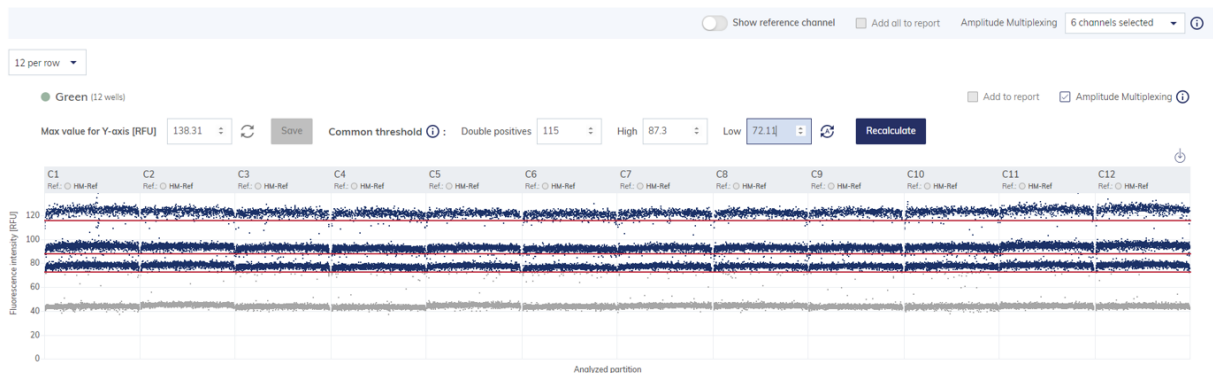 Show reference channel Add all to report Amplitude Multiplexing 6 channels selected
12 per row
Green (12 wells) Add to report Amplitude Multiplexing
Max value for Y-axis [RFU] 138.31 Save Common threshold : Double positives 115 High 87.3 Low 72.11 Recalculate
C1 C2 C3 C4 C5 C6 C7 C8 C9 C10 C11 C12
Ref.: HM-Ref Ref.: HM-Ref Ref.: HM-Ref Ref.: HM-Ref Ref.: HM-Ref Ref.: HM-Ref Ref.: HM-Ref Ref.: HM-Ref Ref.: HM-Ref Ref.: HM-Ref Ref.: HM-Ref Ref.: HM-Ref
Fluorescence intensity [RFU]
120
100
80
60
40
20
0
Analyzed partition